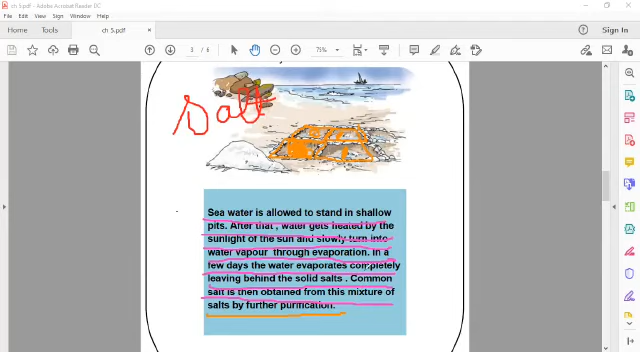 ch 5.pdf - Adobe Acrobat Reader DC
File Edit View Sign Window Help
Home Tools ch 5.pdf × Sign In
3 / 6 75%
Salt
Sea water is allowed to stand in shallow
pits. After that , water gets heated by the
sunlight of the sun and slowly turn into
water vapour through evaporation. In a
few days the water evaporates completely
leaving behind the solid salts . Common
salt is then obtained from this mixture of
salts by further purification.